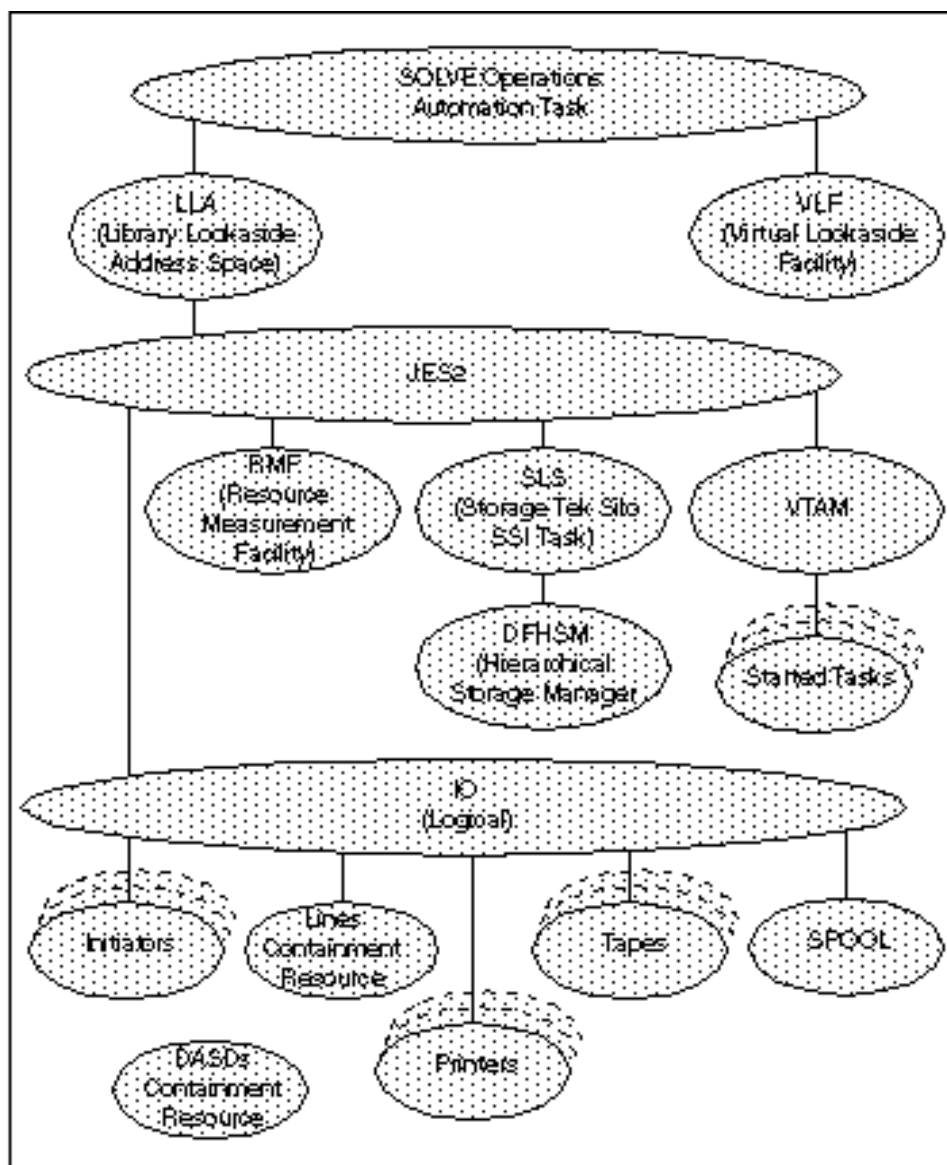 SOLVE Operations
Automation Task
LLA
(Library Lookaside
Address Space)
VLF
(Virtual Lookaside
Facility)
JES2
RMF
(Resource
Measurement
Facility)
SLS
(Storage Tek Silo
SSI Task)
VTAM
DFHSM
(Hierarchical
Storage Manager
Started Tasks
IO
(Logical)
Initiators
Lines
Containment
Resource
Tapes
SPOOL
Printers
DASDs
Containment
Resource